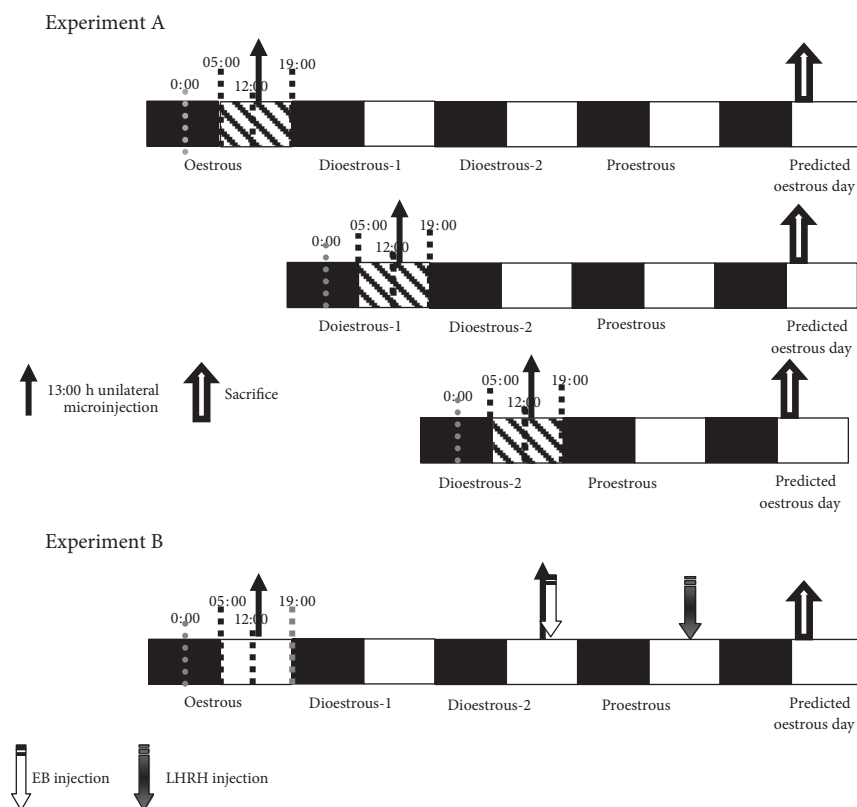 Experiment A
05:00
19:00
0:00
12:00
Oestrous
Dioestrous-1
Dioestrous-2
Proestrous
Predicted
oestrous day
05:00
19:00
0:00
12:00
Doiestrous-1
Dioestrous-2
Proestrous
Predicted
oestrous day
13:00 h unilateral
microinjection
Sacrifice
05:00
19:00
0:00
12:00
Dioestrous-2
Proestrous
Predicted
oestrous day
Experiment B
05:00
19:00
0:00
12:00
Oestrous
Dioestrous-1
Dioestrous-2
Proestrous
Predicted
oestrous day
EB injection
LHRH injection